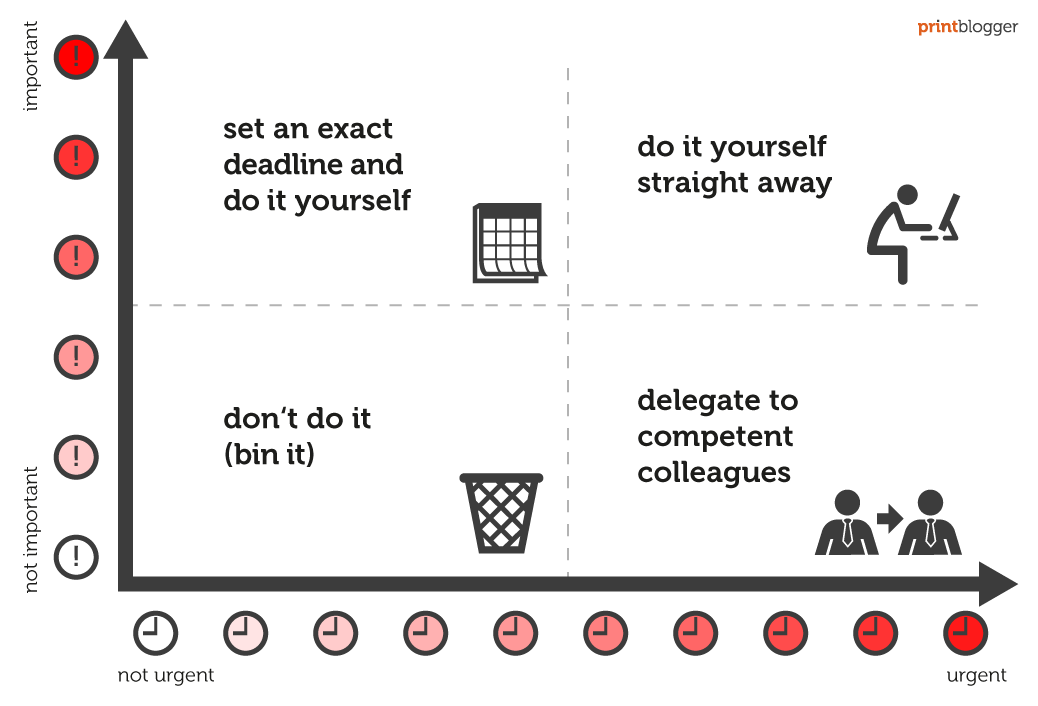 printblogger
important
set an exact
deadline and
do it yourself
do it yourself
straight away
not important
don‘t do it
(bin it)
delegate to
competent
colleagues
not urgent
urgent